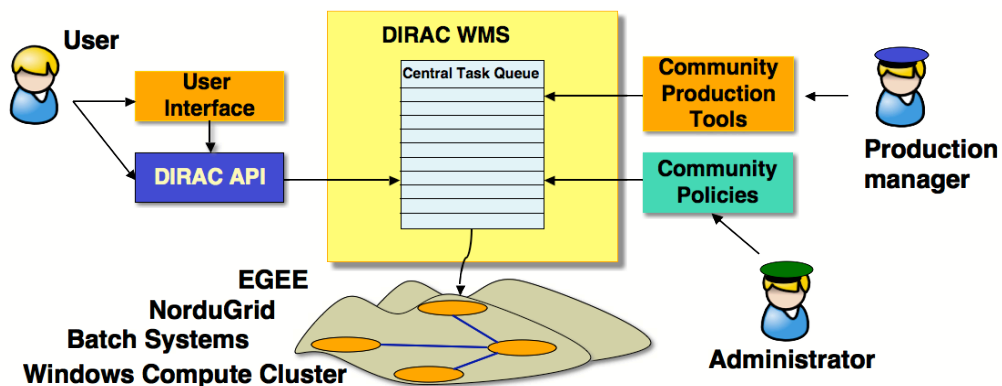 User
User
Interface
DIRAC API
DIRAC WMS
Central Task Queue
Community
Production
Tools
Production
manager
Community
Policies
Administrator
EGEE
NorduGrid
Batch Systems
Windows Compute Cluster